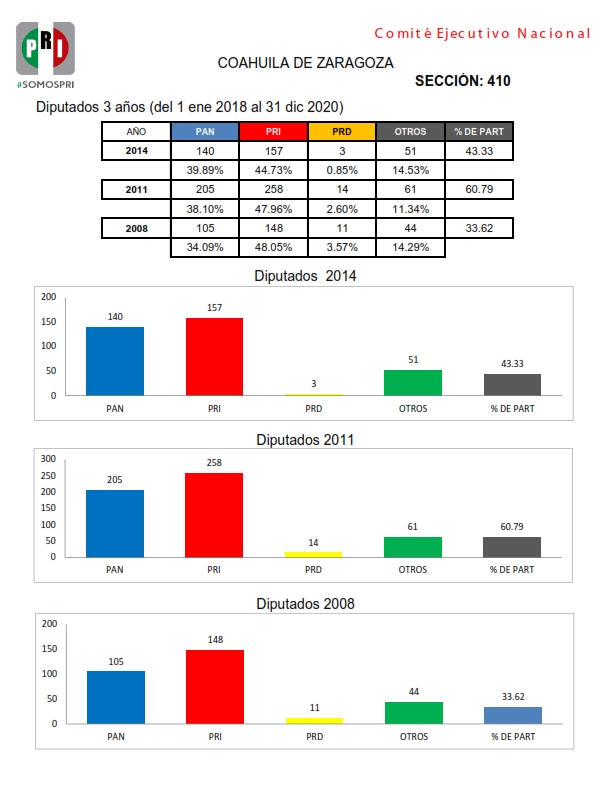 Comité Ejecutivo Nacional
PRI
#SOMOSPRI
COAHUILA DE ZARAGOZA
SECCIÓN: 410
Diputados 3 años (del 1 ene 2018 al 31 dic 2020)
AÑO PAN PRI PRD OTROS % DE PART
2014 140 157 3 51 43.33
39.89% 44.73% 0.85% 14.53%
2011 205 258 14 61 60.79
38.10% 47.96% 2.60% 11.34%
2008 105 148 11 44 33.62
34.09% 48.05% 3.57% 14.29%
Diputados 2014
200
150
100
50
0
140 157 3 51 43.33
PAN PRI PRD OTROS % DE PART
Diputados 2011
300
250
200
150
100
50
0
205 258 14 61 60.79
PAN PRI PRD OTROS % DE PART
Diputados 2008
200
150
100
50
0
105 148 11 44 33.62
PAN PRI PRD OTROS % DE PART